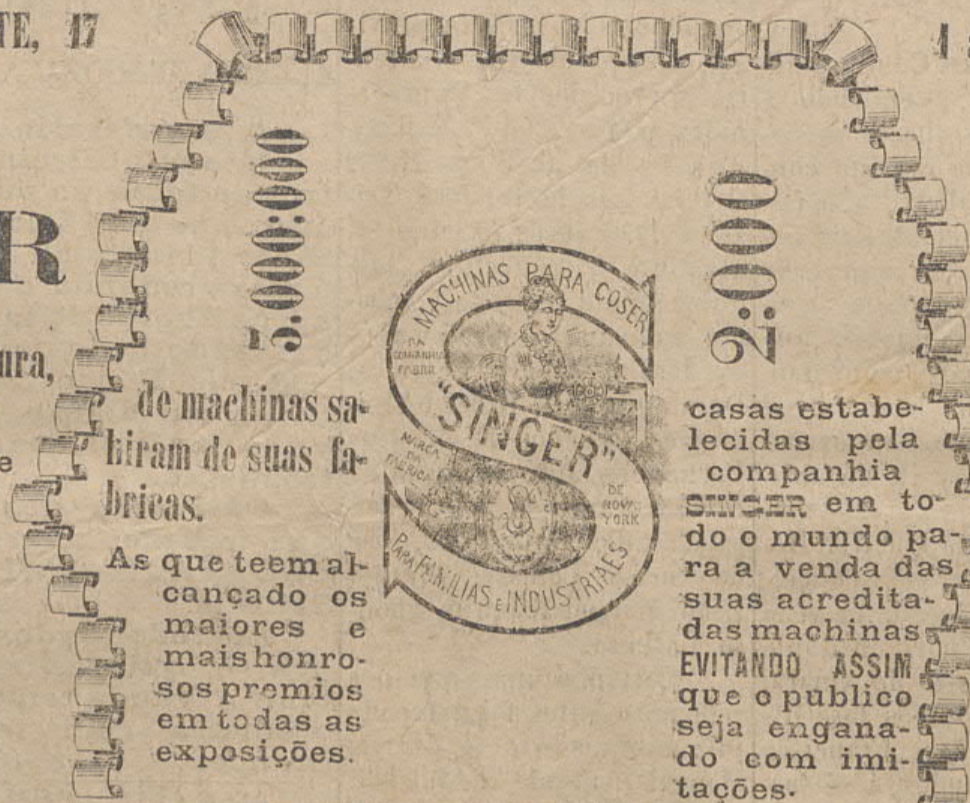 TE, 17
R
ura,
e
5.000:000
de machinas sa-
hiram de suas fa-
bricas.
As que teem al-
cançado os
maiores e
mais honro-
sos premios
em todas as
exposições.
MACHINAS PARA COSER
DA
COMPANHIA
FABRIL
"SINGER"
MARCA
DA
FABRICA
DE
NOVA
YORK
PARA FAMILIAS E INDUSTRIAES
2:000
casas estabe-
lecidas pela
companhia
SINGER em to-
do o mundo pa-
ra a venda das
suas acredita-
das machinas
EVITANDO ASSIM
que o publico
seja engana-
do com imi-
tações.